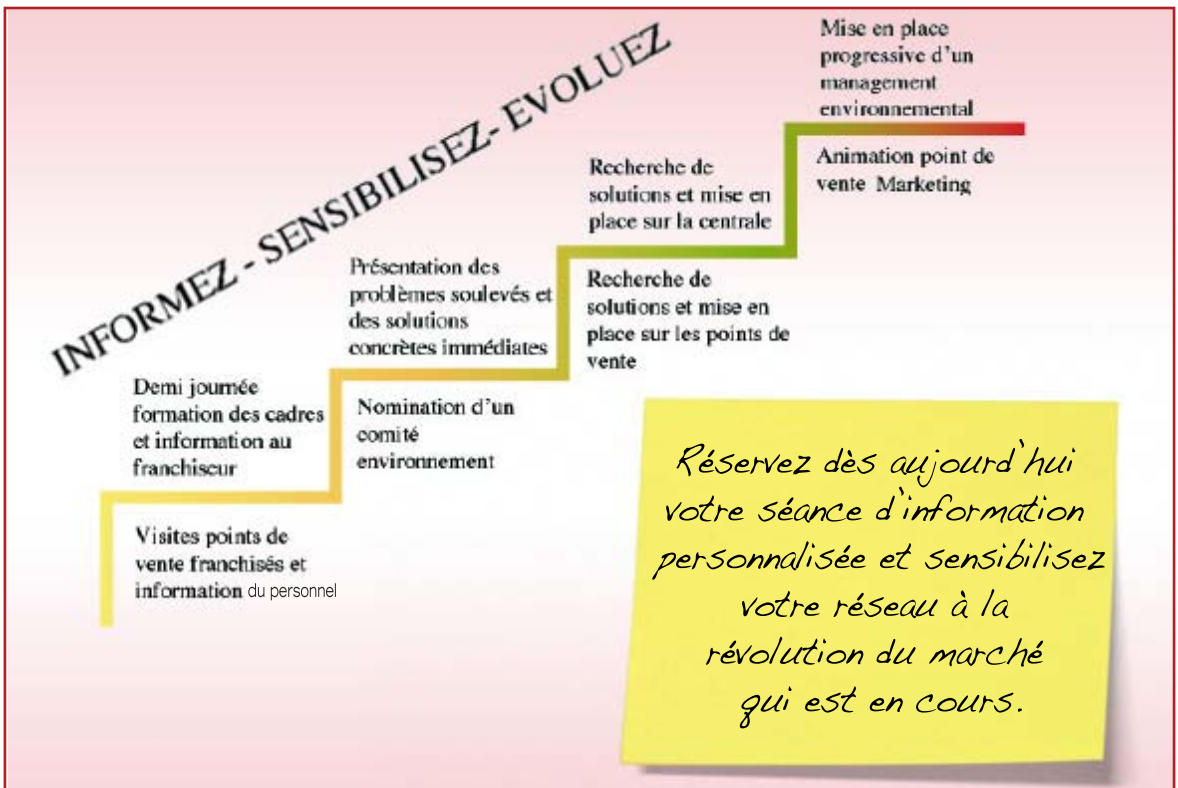 INFORMEZ - SENSIBILISEZ- EVOLUEZ
Demi journée
formation des cadres
et information au
franchiseur
Visites points de
vente franchisés et
information du personnel
Présentation des
problèmes soulevés et
des solutions
concrètes immédiates
Nomination d'un
comité
environnement
Recherche de
solutions et mise en
place sur la centrale
Recherche de
solutions et mise en
place sur les points de
vente
Mise en place
progressive d'un
management
environnemental
Animation point de
vente Marketing
Réservez dès aujourd'hui
votre séance d'information
personnalisée et sensibilisez
votre réseau à la
révolution du marché
qui est en cours.